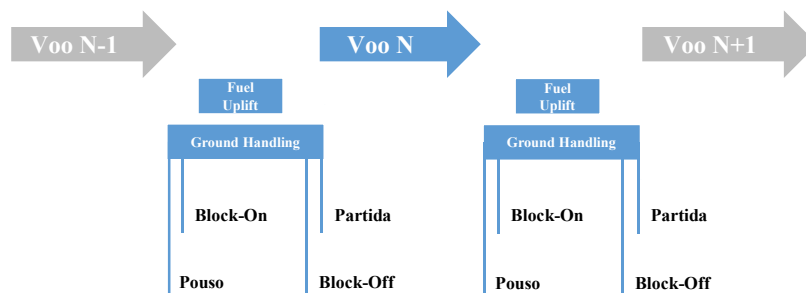 Voo N-1
Voo N
Voo N+1
Fuel
Uplift
Fuel
Uplift
Ground Handling
Ground Handling
Block-On
Partida
Block-On
Partida
Pouso
Block-Off
Pouso
Block-Off